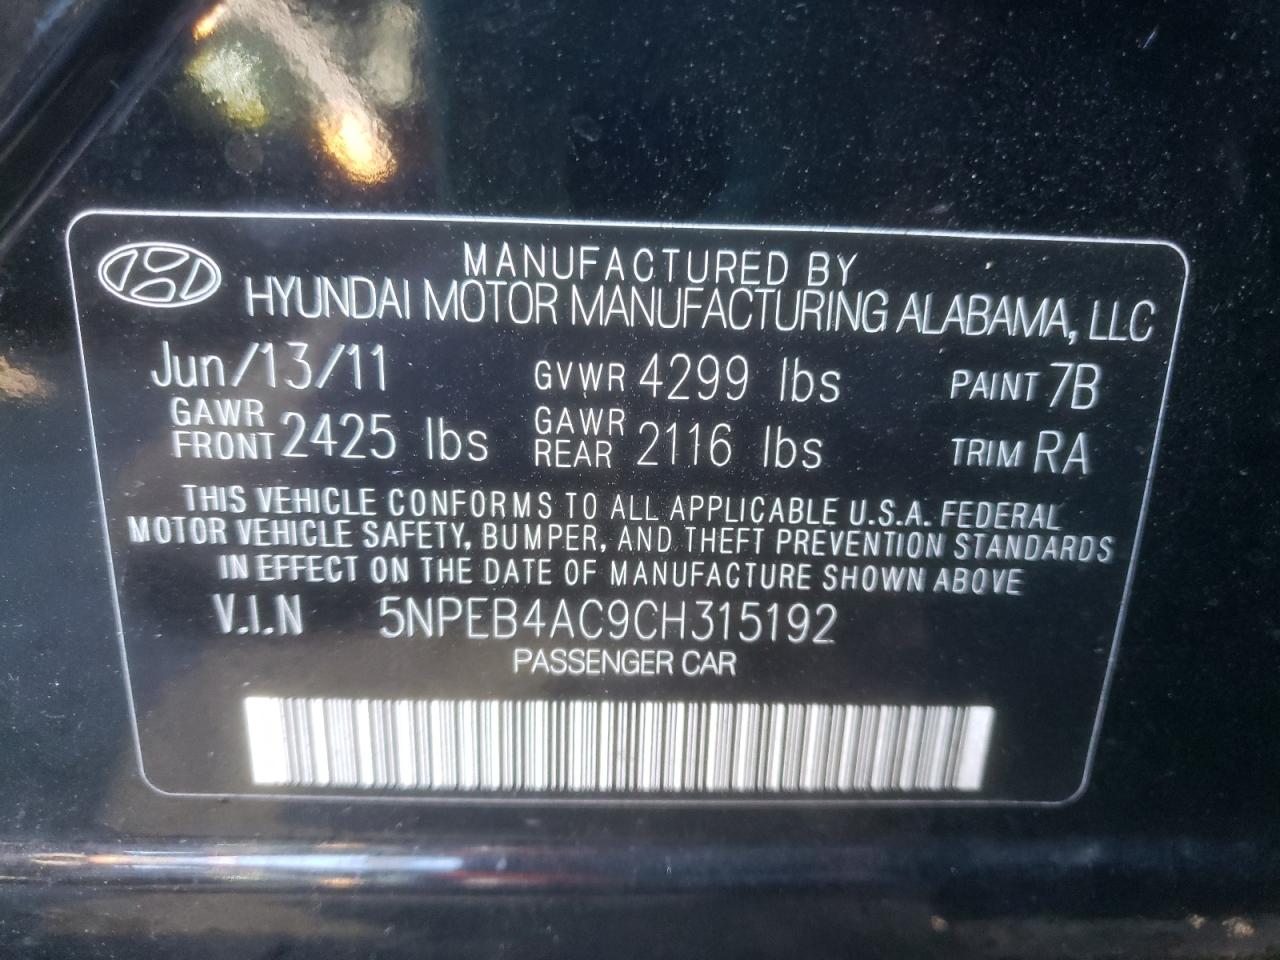 MANUFACTURED BY
HYUNDAI MOTOR MANUFACTURING ALABAMA, LLC
Jun/13/11 GVWR 4299 lbs PAINT 7B
GAWR FRONT 2425 lbs GAWR REAR 2116 lbs TRIM RA
THIS VEHICLE CONFORMS TO ALL APPLICABLE U.S.A. FEDERAL
MOTOR VEHICLE SAFETY, BUMPER, AND THEFT PREVENTION STANDARDS
IN EFFECT ON THE DATE OF MANUFACTURE SHOWN ABOVE
V.I.N 5NPEB4AC9CH315192
PASSENGER CAR